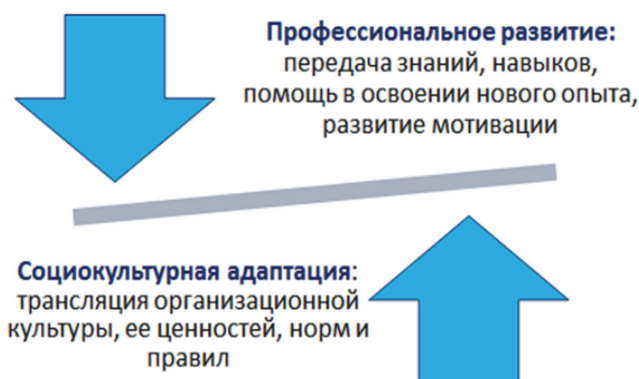 Профессиональное развитие:
передача знаний, навыков,
помощь в освоении нового опыта,
развитие мотивации
Социокультурная адаптация:
трансляция организационной
культуры, ее ценностей, норм и
правил